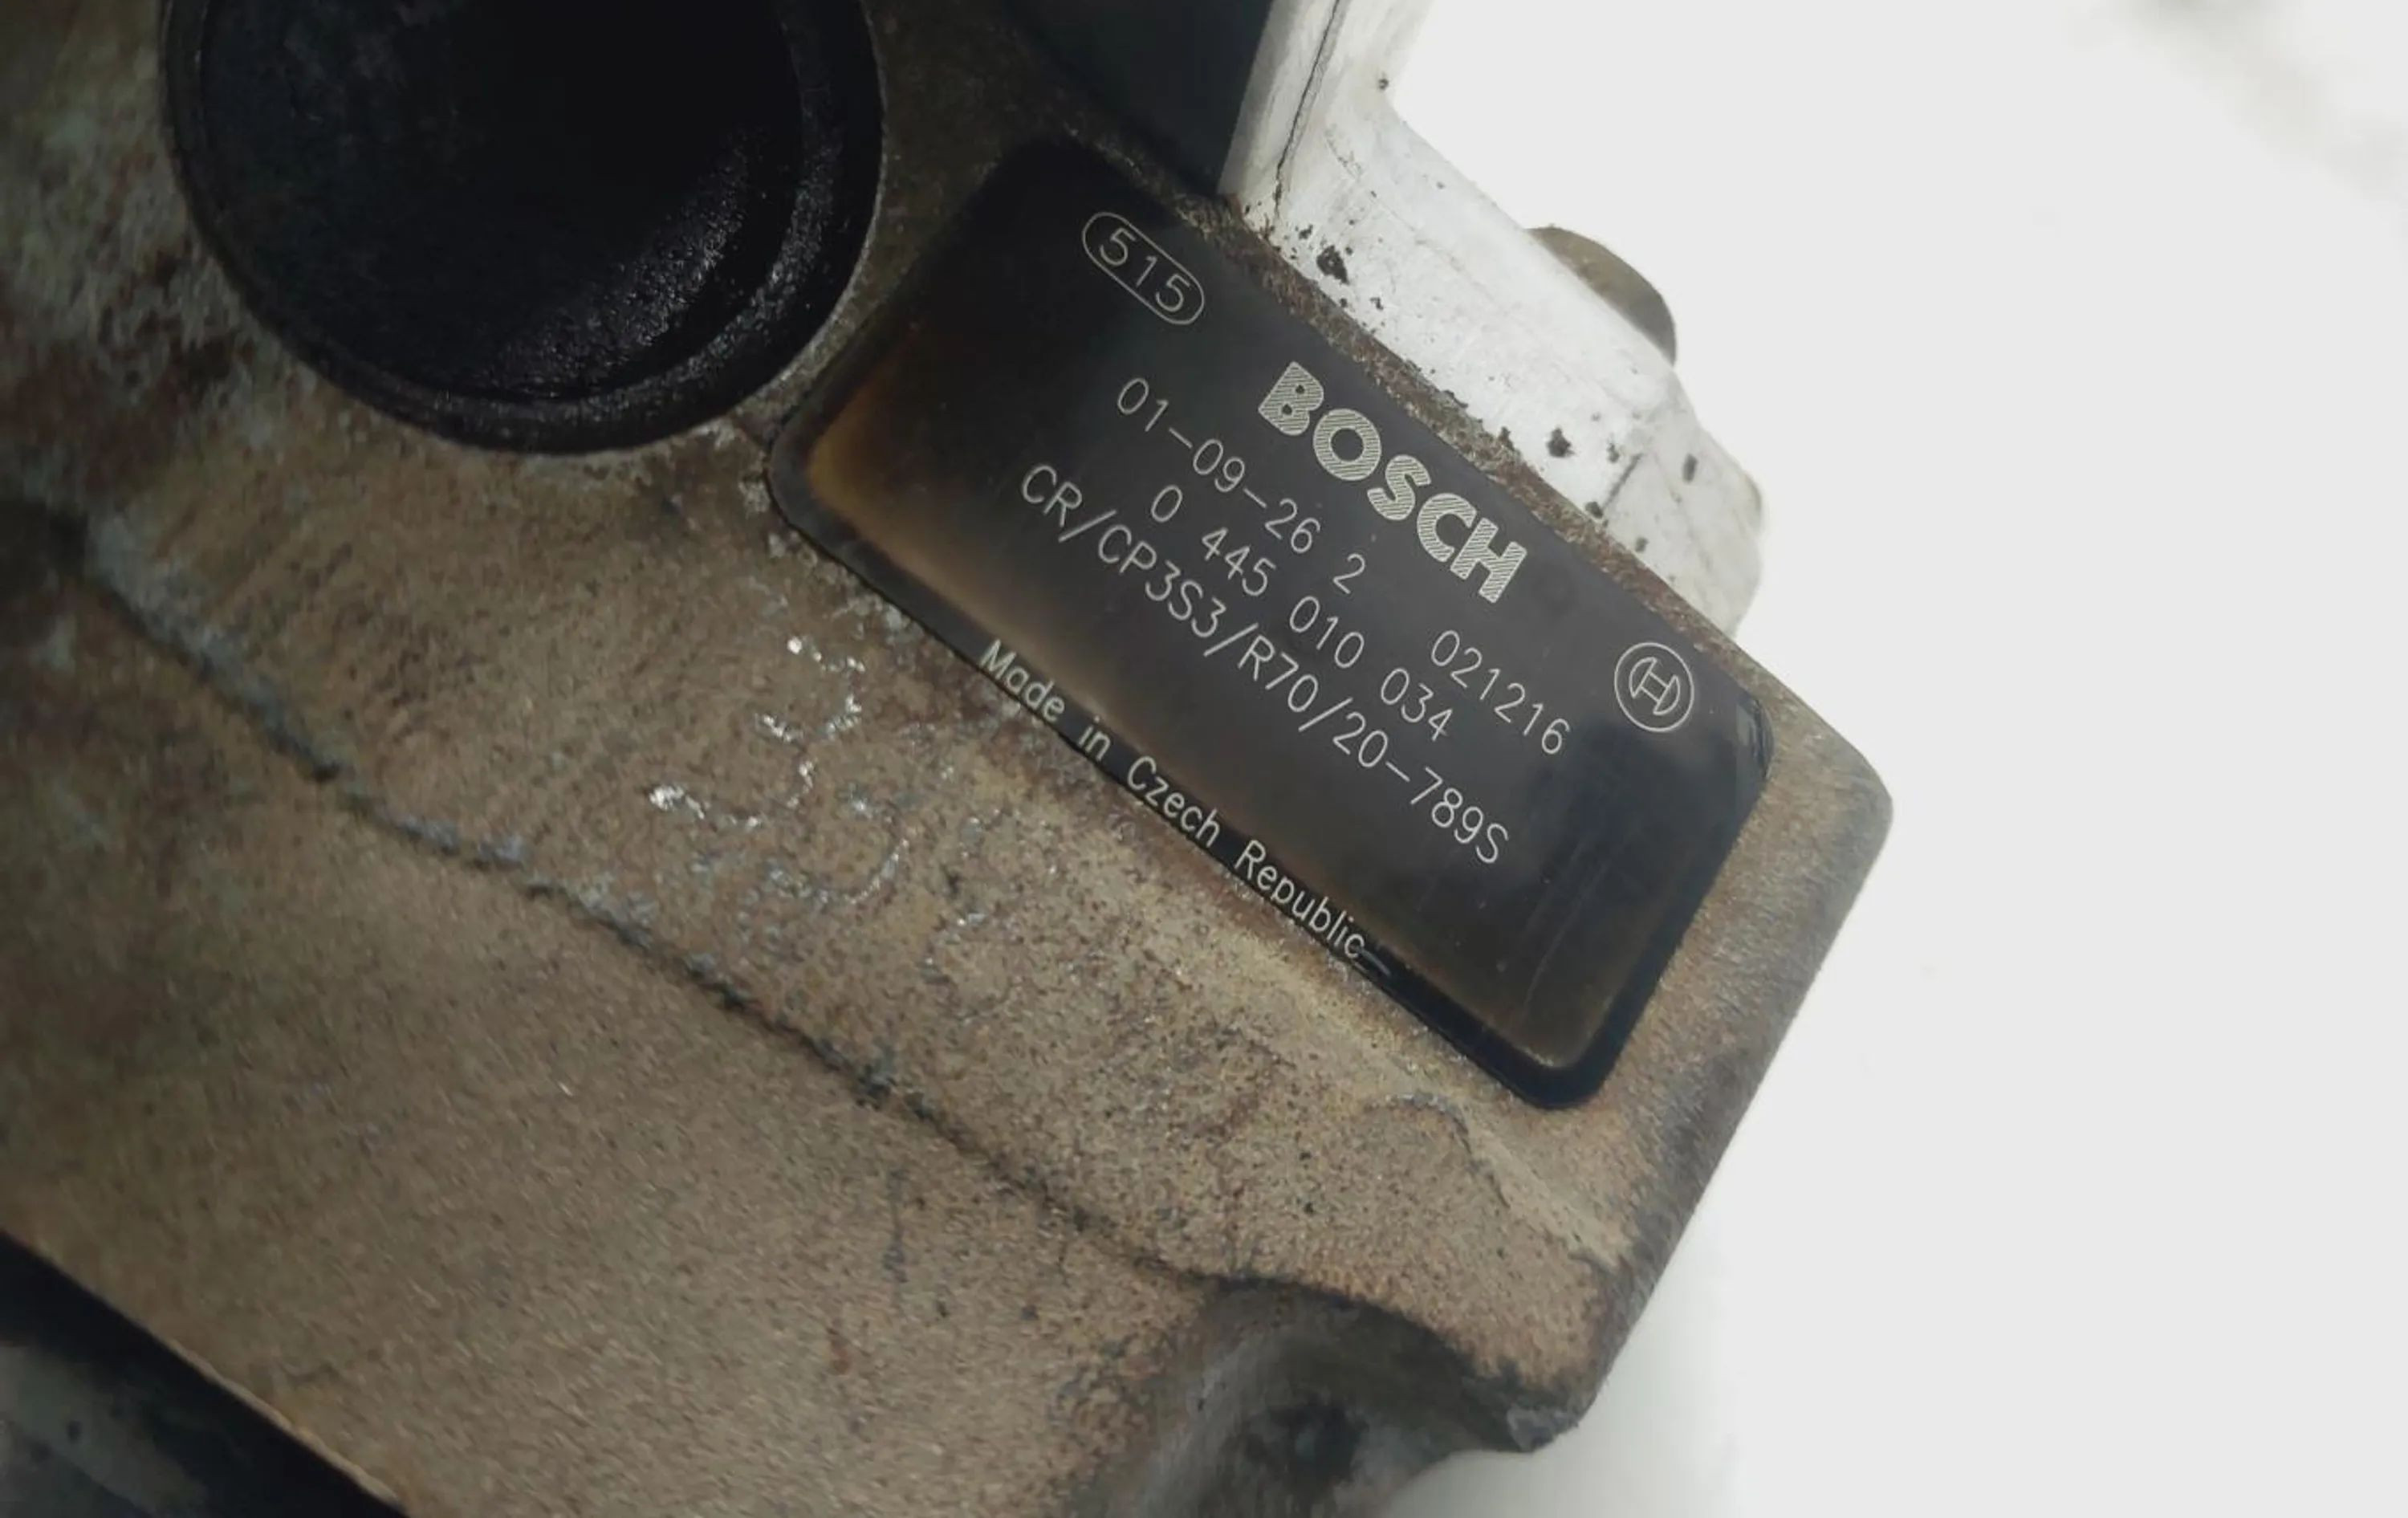 515
BOSCH
01-09-26 2 021216
0 445 010 034
CR/CP3S3/R70/20-789S
Made in Czech Republic